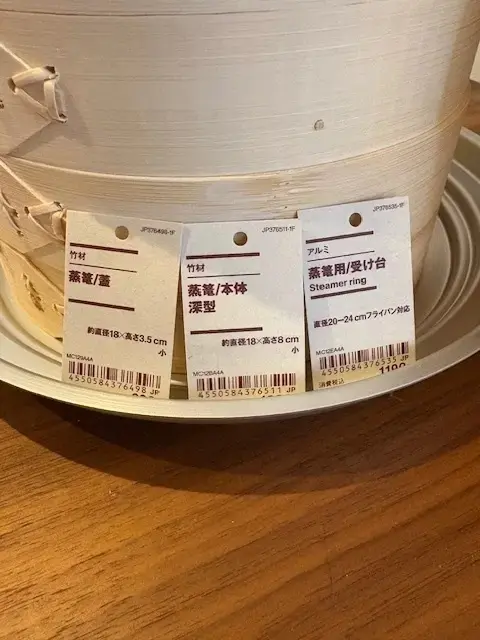 JP376498-1F
竹材
蒸篭/蓋
約直径18×高さ3.5cm
小
MC129A4A
4550584376498 JP
JP376511-1F
竹材
蒸篭/本体
深型
約直径18×高さ8cm
小
MC12BA4A
4550584376511 JP
JP376535-1F
アルミ
蒸篭用/受け台
Steamer ring
直径20ー24cmフライパン対応
MC12EA4A
4550584376535 JP
消費税込